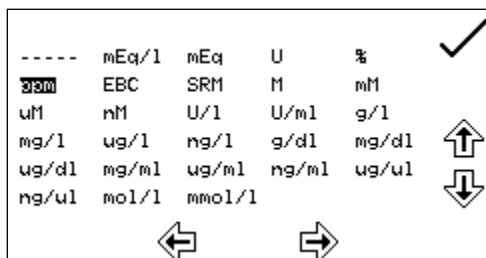 ----- mEq/l mEq U %
ppm EBC SRM M mM
uM nM U/l U/ml g/l
mg/l ug/l ng/l g/dl mg/dl
ug/dl mg/ml ug/ml ng/ml ug/ul
ng/ul mol/l mmol/l